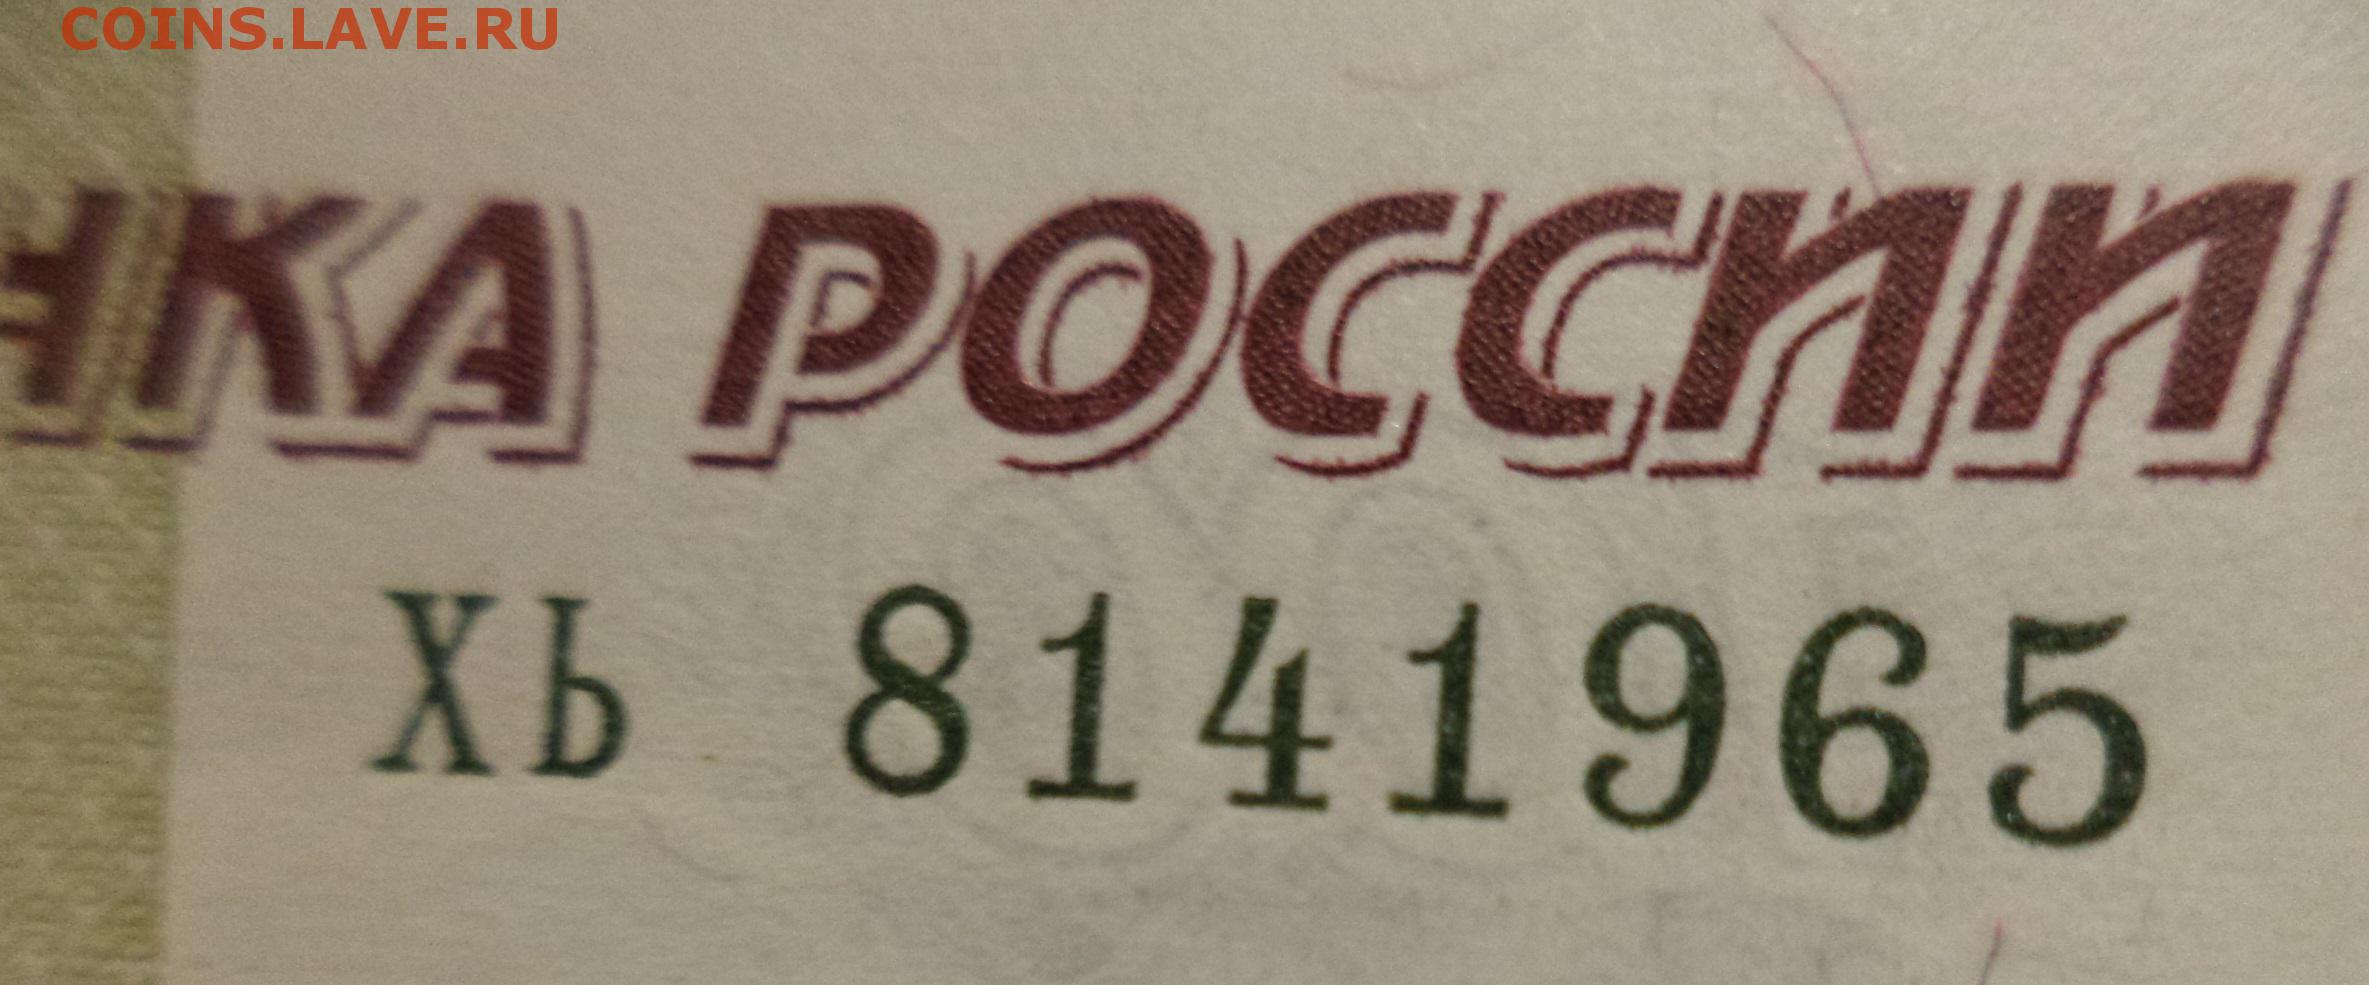 COINS.LAVE.RU
НКА РОССИИ
ХЬ 8141965